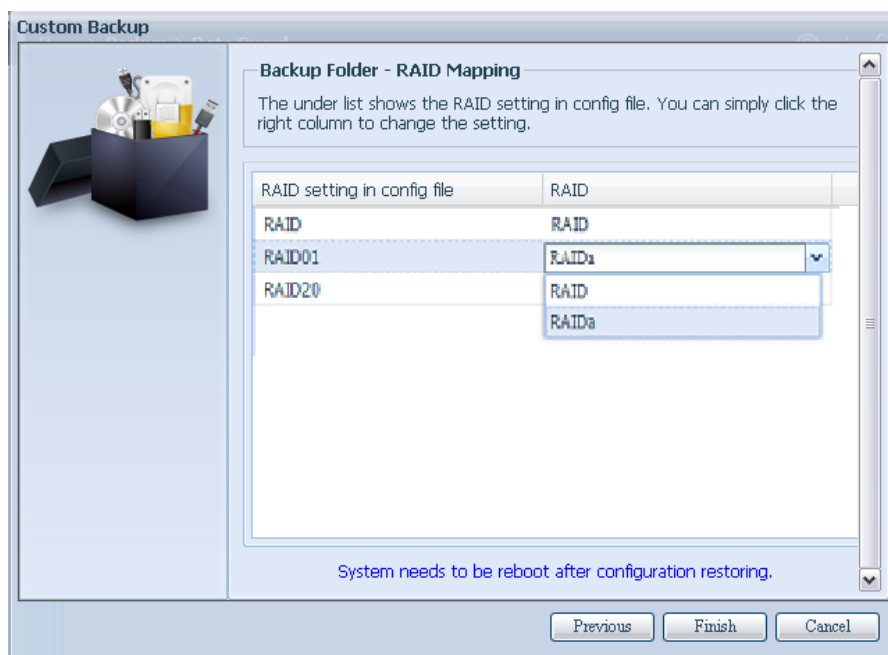 Custom Backup
Backup Folder - RAID Mapping
The under list shows the RAID setting in config file. You can simply click the
right column to change the setting.
RAID setting in config file RAID
RAID RAID
RAID01 RAIDa
RAID20 RAID
RAIDa
System needs to be reboot after configuration restoring.
Previous Finish Cancel